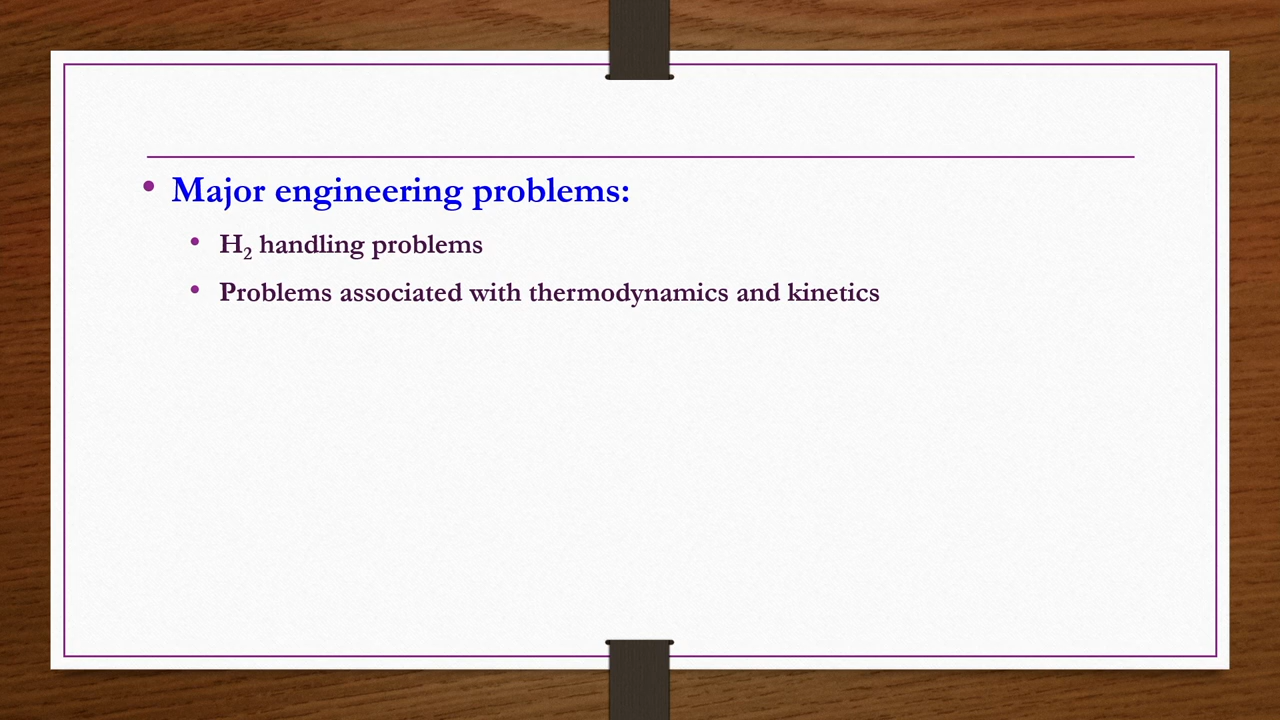 • Major engineering problems:
• H₂ handling problems
• Problems associated with thermodynamics and kinetics